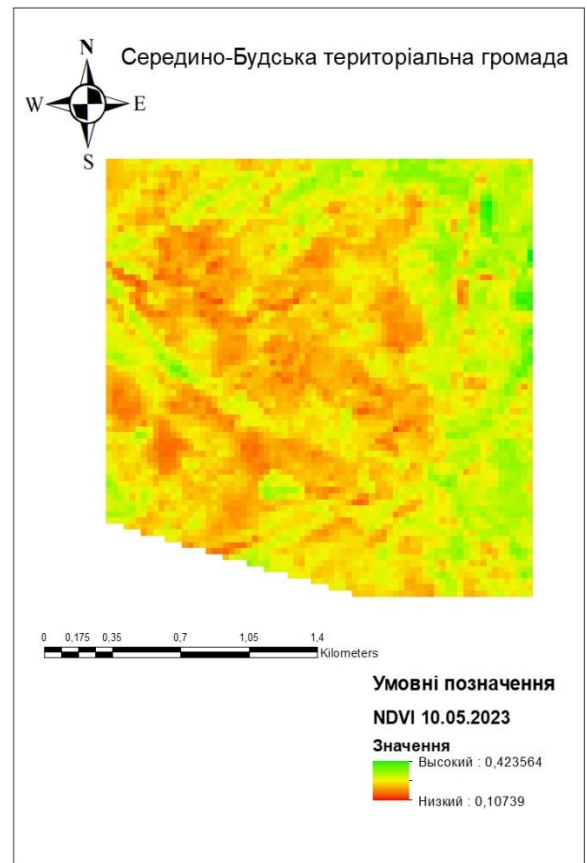 N
Середино-Будська територіальна громада
W E
S
0 0,175 0,35 0,7 1,05 1,4
Kilometers
Умовні позначення
NDVI 10.05.2023
Значення
Высокий : 0,423564
Низкий : 0,10739